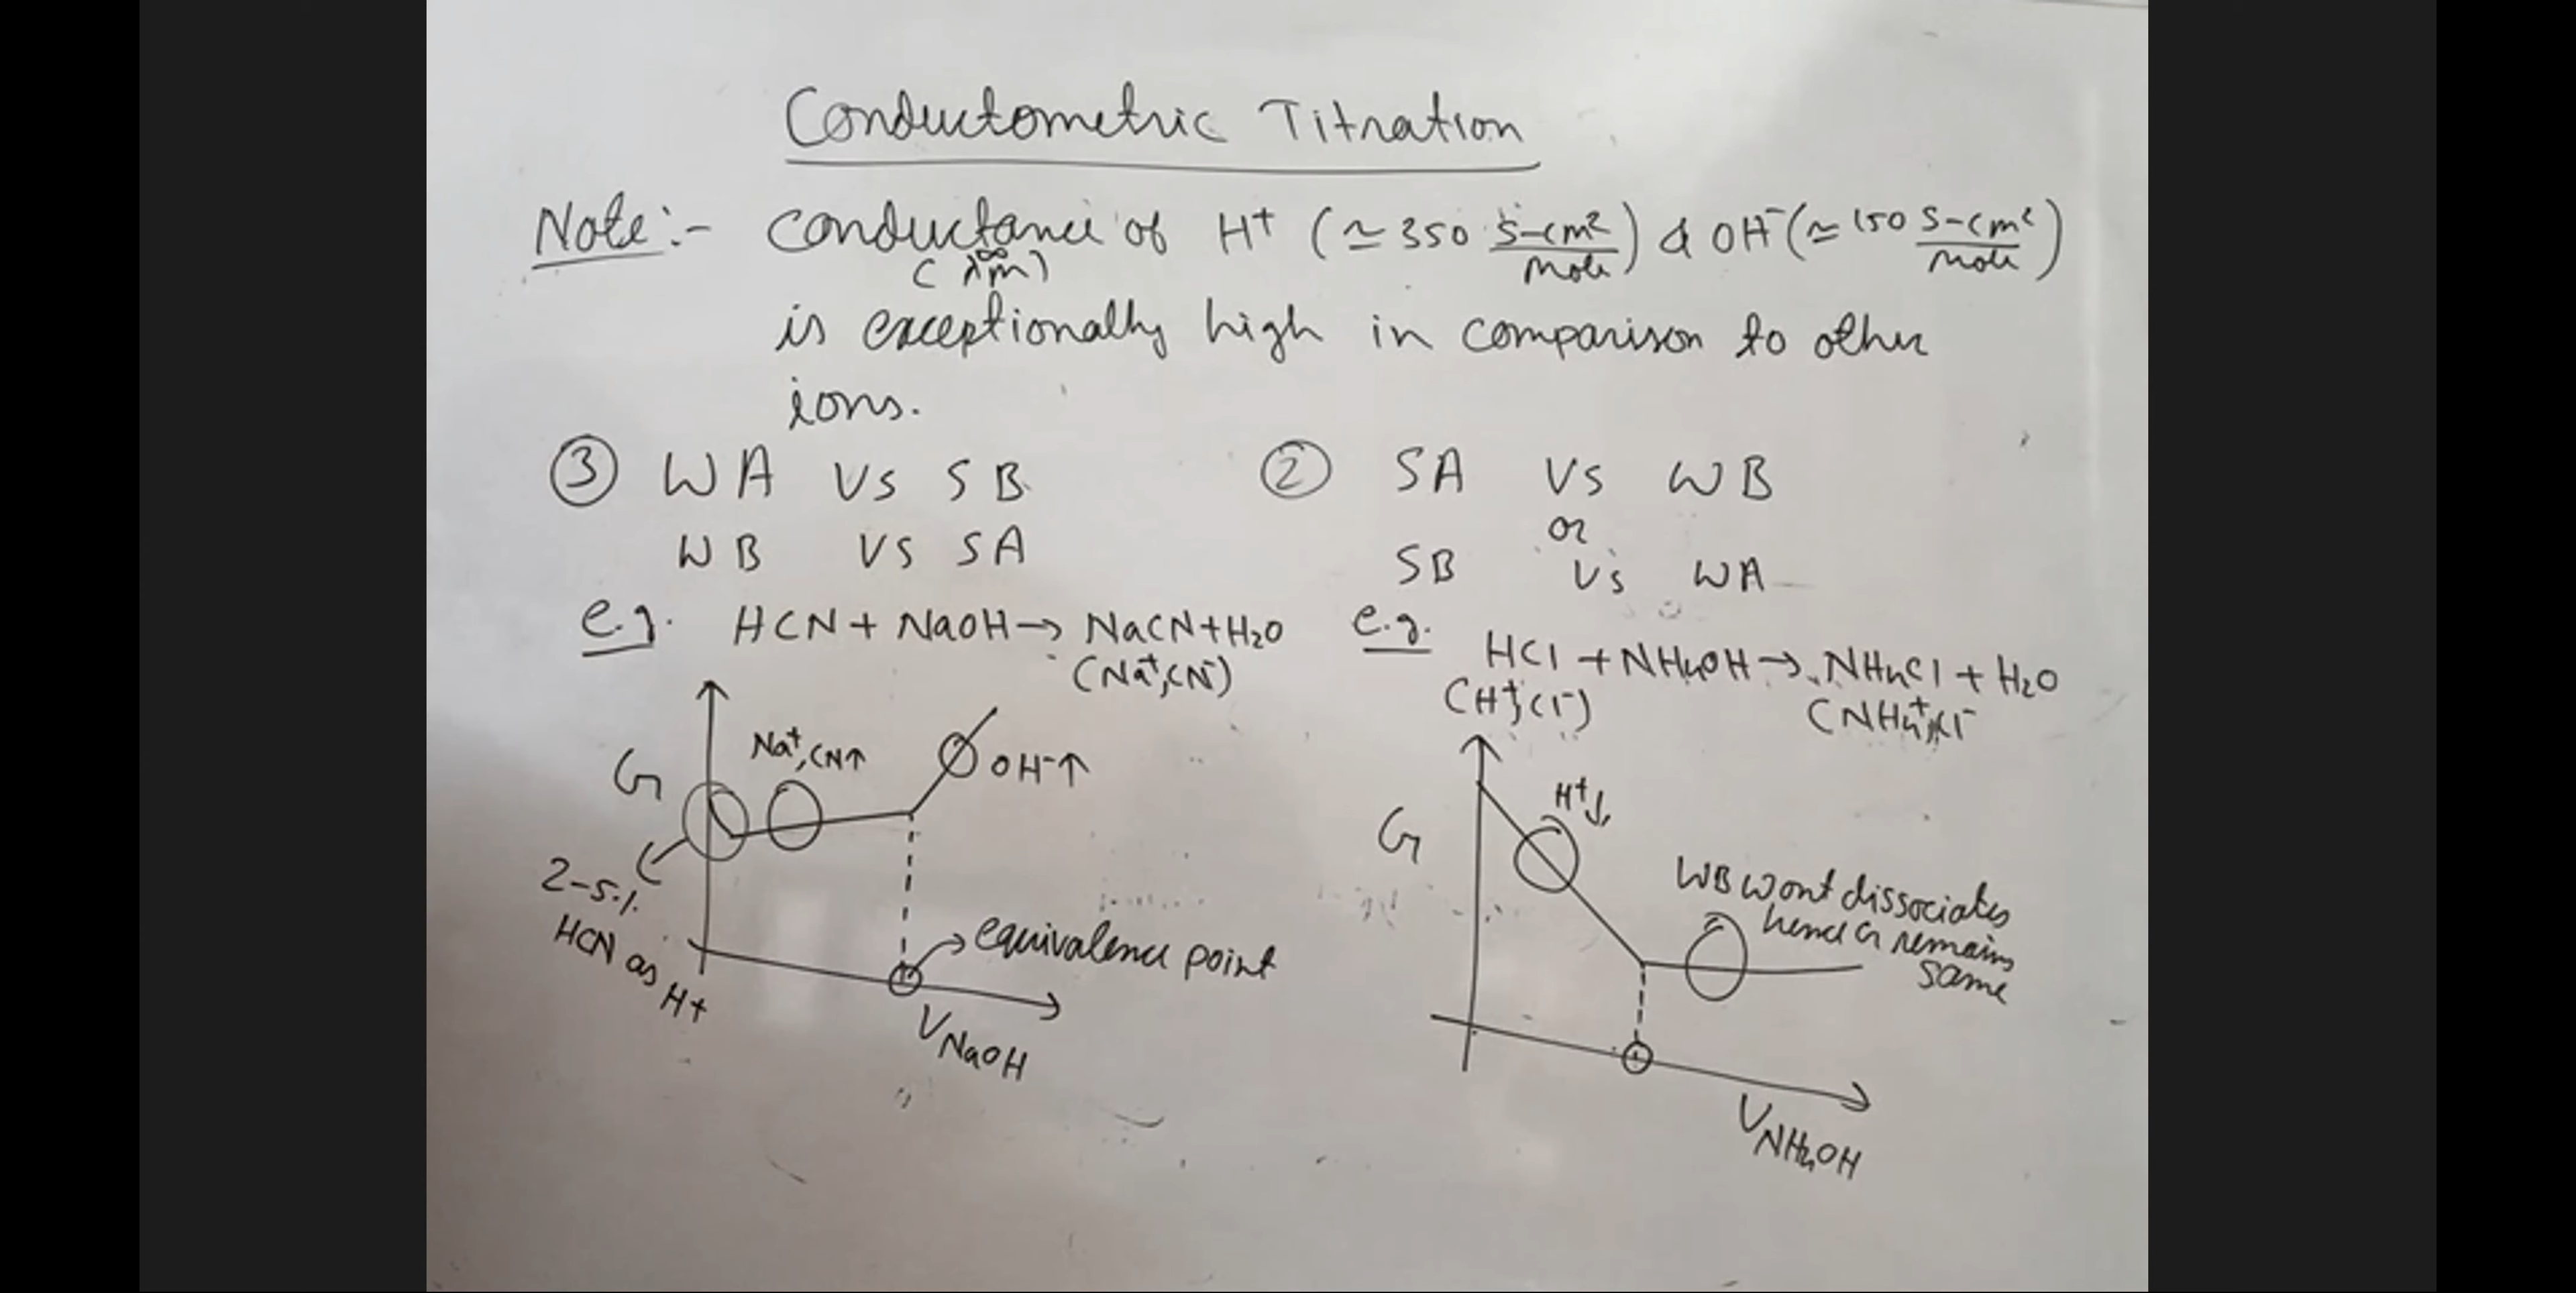 Conductometric Titration
Note:- Conductance of H+ (≃350 S-cm²/mole) & OH⁻(≃150 S-cm²/mole)
(λ∞m)
is exceptionally high in comparison to other
ions.
③ WA Vs SB
WB Vs SA
e.g. HCN + NaOH → NaCN + H₂O
(Na⁺, CN⁻)
G
Na⁺, CN↑
OH⁻↑
2-5%
HCN as H+
equivalence point
V NaOH
② SA Vs WB
or
SB Vs WA
e.g. HCl + NH₄OH → NH₄Cl + H₂O
(H⁺, Cl⁻)
(NH₄⁺, Cl⁻
G
H⁺↓
WB wont dissociates
hence G remains
same
V NH₄OH